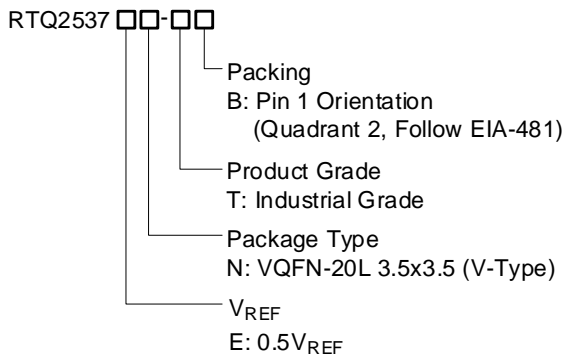 RTQ2537 □□-□□
Packing
B: Pin 1 Orientation
(Quadrant 2, Follow EIA-481)
Product Grade
T: Industrial Grade
Package Type
N: VQFN-20L 3.5x3.5 (V-Type)
VREF
E: 0.5VREF